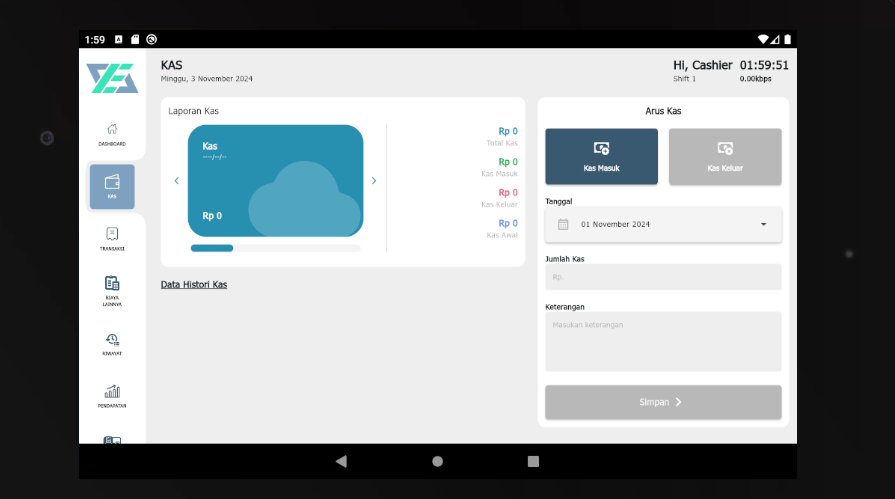 1:59
KAS
Minggu, 3 November 2024
Hi, Cashier 01:59:51
Shift 1 0.00kbps
DASHBOARD
KAS
TRANSAKSI
BIAYA
LAINNYA
RIWAYAT
PENDAPATAN
Laporan Kas
Kas
----/--/--
Rp 0
Rp 0
Total Kas
Rp 0
Kas Masuk
Rp 0
Kas Keluar
Rp 0
Kas Awal
Data Histori Kas
Arus Kas
Kas Masuk
Kas Keluar
Tanggal
01 November 2024
Jumlah Kas
Rp.
Keterangan
Masukan keterangan
Simpan